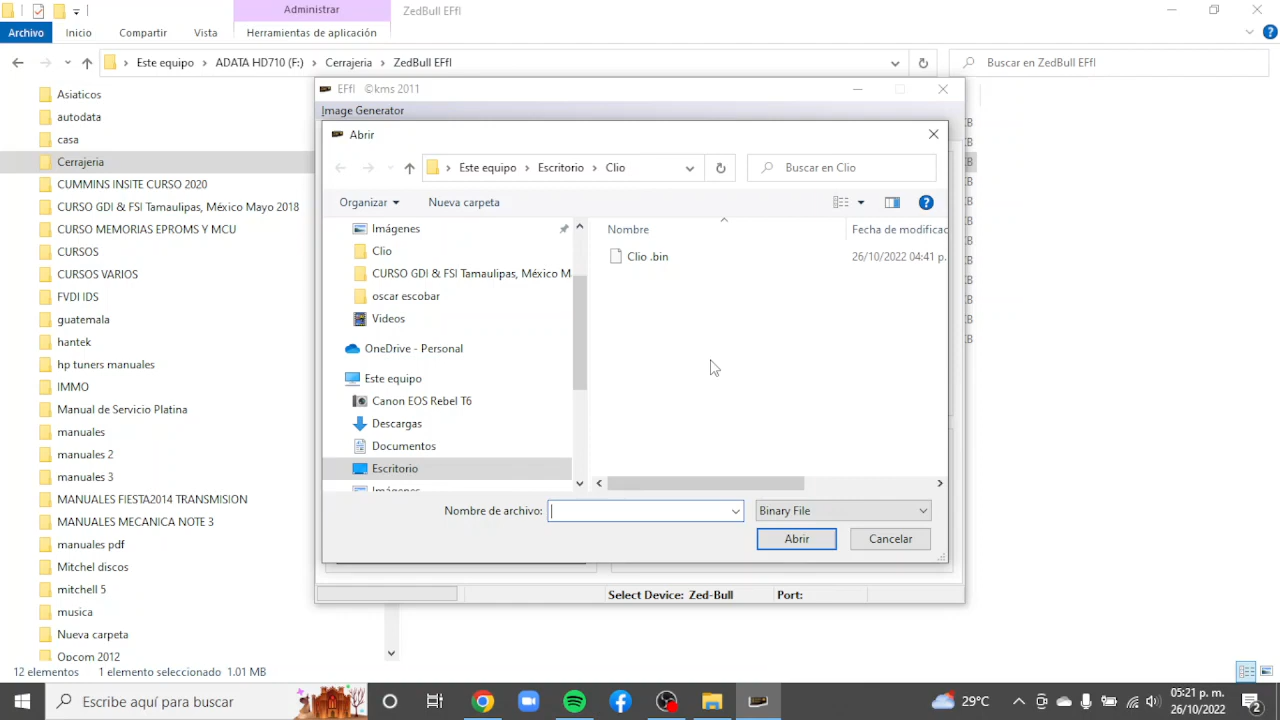 Administrar
ZedBull EFfI
Archivo
Inicio
Compartir
Vista
Herramientas de aplicación
Este equipo
ADATA HD710 (F:)
Cerrajeria
ZedBull EFfI
Buscar en ZedBull EFfI
Asiaticos
autodata
casa
Cerrajeria
CUMMINS INSITE CURSO 2020
CURSO GDI & FSI Tamaulipas, México Mayo 2018
CURSO MEMORIAS EPROMS Y MCU
CURSOS
CURSOS VARIOS
FVDI IDS
guatemala
hantek
hp tuners manuales
IMMO
Manual de Servicio Platina
manuales
manuales 2
manuales 3
MANUALES FIESTA2014 TRANSMISION
MANUALES MECANICA NOTE 3
manuales pdf
Mitchel discos
mitchell 5
musica
Nueva carpeta
Opcom 2012
12 elementos
1 elemento seleccionado 1.01 MB
EFfI ©kms 2011
Image Generator
Abrir
Este equipo
Escritorio
Clio
Buscar en Clio
Organizar
Nueva carpeta
Imágenes
Clio
CURSO GDI & FSI Tamaulipas, México M
oscar escobar
Videos
OneDrive - Personal
Este equipo
Canon EOS Rebel T6
Descargas
Documentos
Escritorio
Imágenes
Nombre
Fecha de modificac
Clio .bin
26/10/2022 04:41 p.
Nombre de archivo:
Binary File
Abrir
Cancelar
Select Device: Zed-Bull
Port:
Escribe aquí para buscar
29°C
05:21 p. m.
26/10/2022
2